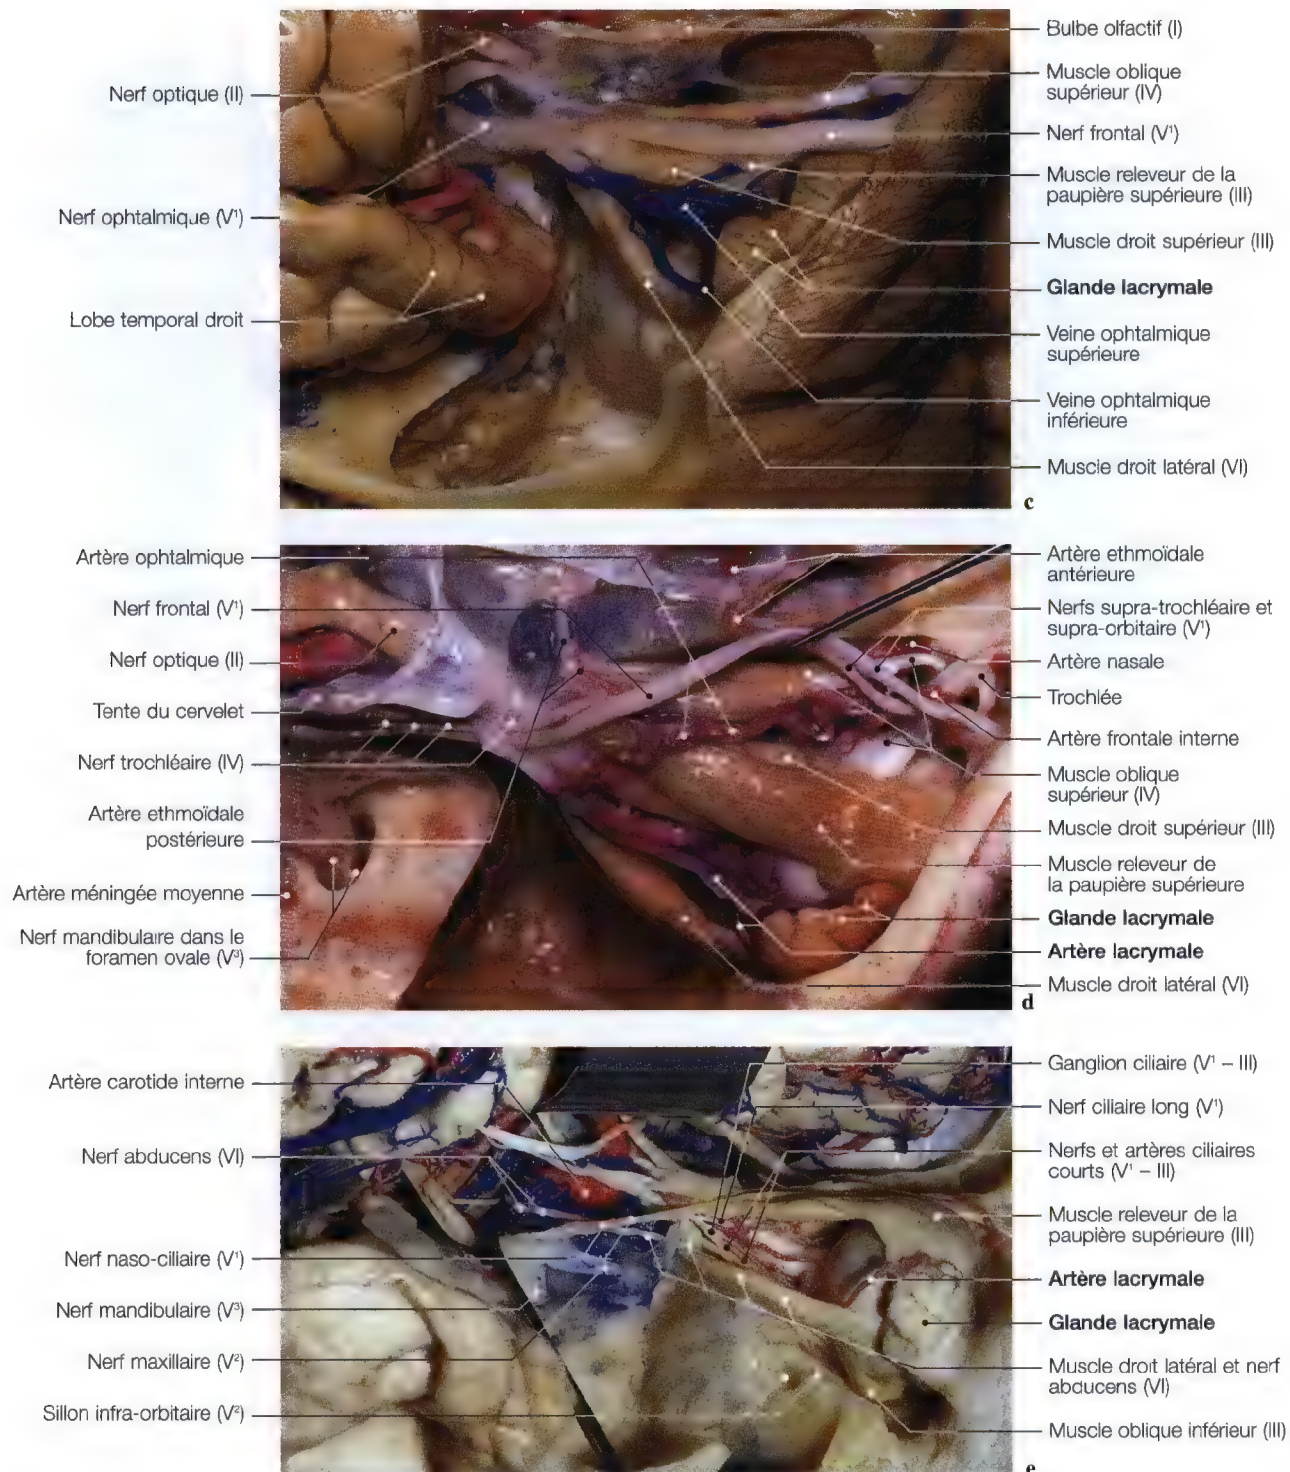 Nerf optique (II)
Nerf ophtalmique (V¹)
Lobe temporal droit
Bulbe olfactif (I)
Muscle oblique
supérieur (IV)
Nerf frontal (V¹)
Muscle releveur de la
paupière supérieure (III)
Muscle droit supérieur (III)
Glande lacrymale
Veine ophtalmique
supérieure
Veine ophtalmique
inférieure
Muscle droit latéral (VI)
c
Artère ophtalmique
Nerf frontal (V¹)
Nerf optique (II)
Tente du cervelet
Nerf trochléaire (IV)
Artère ethmoïdale
postérieure
Artère méningée moyenne
Nerf mandibulaire dans le
foramen ovale (V³)
Artère ethmoïdale
antérieure
Nerfs supra-trochléaire et
supra-orbitaire (V¹)
Artère nasale
Trochlée
Artère frontale interne
Muscle oblique
supérieur (IV)
Muscle droit supérieur (III)
Muscle releveur de
la paupière supérieure
Glande lacrymale
Artère lacrymale
Muscle droit latéral (VI)
d
Artère carotide interne
Nerf abducens (VI)
Nerf naso-ciliaire (V¹)
Nerf mandibulaire (V³)
Nerf maxillaire (V²)
Sillon infra-orbitaire (V²)
Ganglion ciliaire (V¹ – III)
Nerf ciliaire long (V¹)
Nerfs et artères ciliaires
courts (V¹ – III)
Muscle releveur de la
paupière supérieure (III)
Artère lacrymale
Glande lacrymale
Muscle droit latéral et nerf
abducens (VI)
Muscle oblique inférieur (III)
e